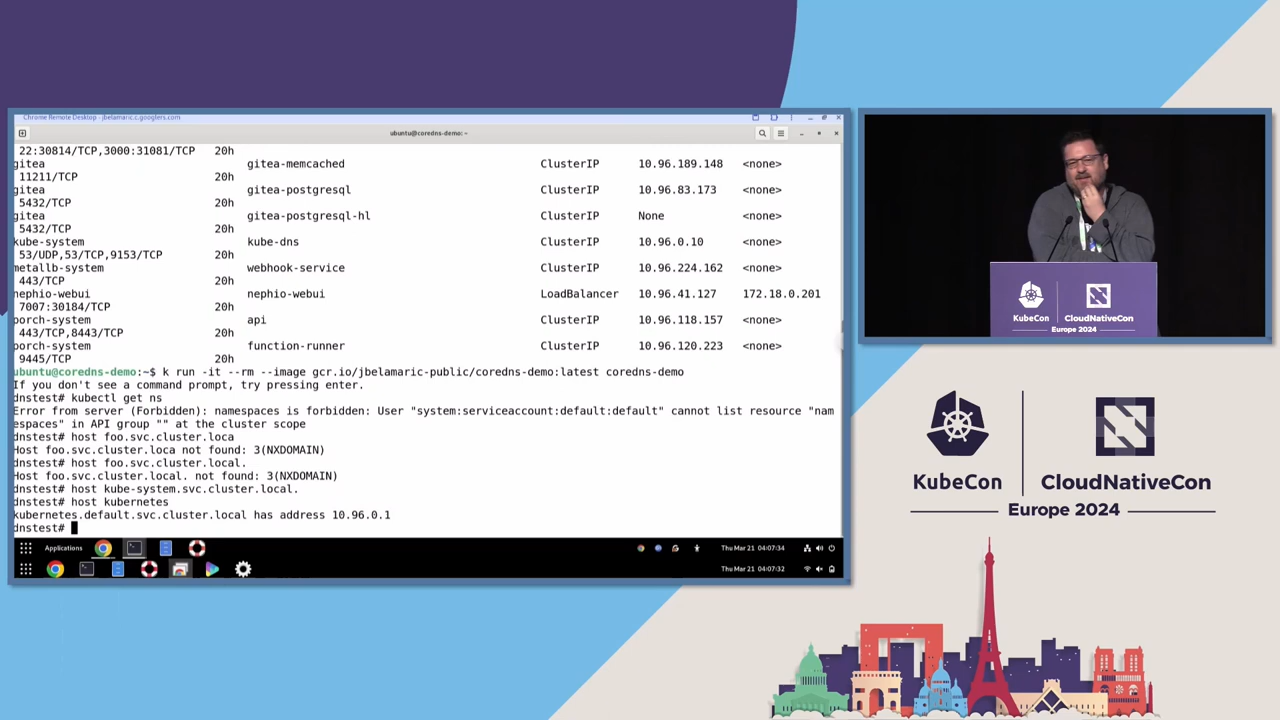 Chrome Remote Desktop - jbelamaric.c.googlers.com
ubuntu@coredns-demo: ~
22:30814/TCP,3000:31081/TCP 20h
gitea gitea-memcached ClusterIP 10.96.189.148 <none>
11211/TCP 20h
gitea gitea-postgresql ClusterIP 10.96.83.173 <none>
5432/TCP 20h
gitea gitea-postgresql-hl ClusterIP None <none>
5432/TCP 20h
kube-system kube-dns ClusterIP 10.96.0.10 <none>
53/UDP,53/TCP,9153/TCP 20h
metallb-system webhook-service ClusterIP 10.96.224.162 <none>
443/TCP 20h
nephio-webui nephio-webui LoadBalancer 10.96.41.127 172.18.0.201
7007:30184/TCP 20h
porch-system api ClusterIP 10.96.118.157 <none>
443/TCP,8443/TCP 20h
porch-system function-runner ClusterIP 10.96.120.223 <none>
9445/TCP 20h
ubuntu@coredns-demo:~$ k run -it --rm --image gcr.io/jbelamaric-public/coredns-demo:latest coredns-demo
If you don't see a command prompt, try pressing enter.
dnstest# kubectl get ns
Error from server (Forbidden): namespaces is forbidden: User "system:serviceaccount:default:default" cannot list resource "nam
espaces" in API group "" at the cluster scope
dnstest# host foo.svc.cluster.loca
Host foo.svc.cluster.loca not found: 3(NXDOMAIN)
dnstest# host foo.svc.cluster.local.
Host foo.svc.cluster.local. not found: 3(NXDOMAIN)
dnstest# host kube-system.svc.cluster.local.
dnstest# host kubernetes
kubernetes.default.svc.cluster.local has address 10.96.0.1
dnstest#
Applications
Thu Mar 21 04:07:34
Thu Mar 21 04:07:32
KubeCon CloudNativeCon
Europe 2024
KubeCon CloudNativeCon
Europe 2024